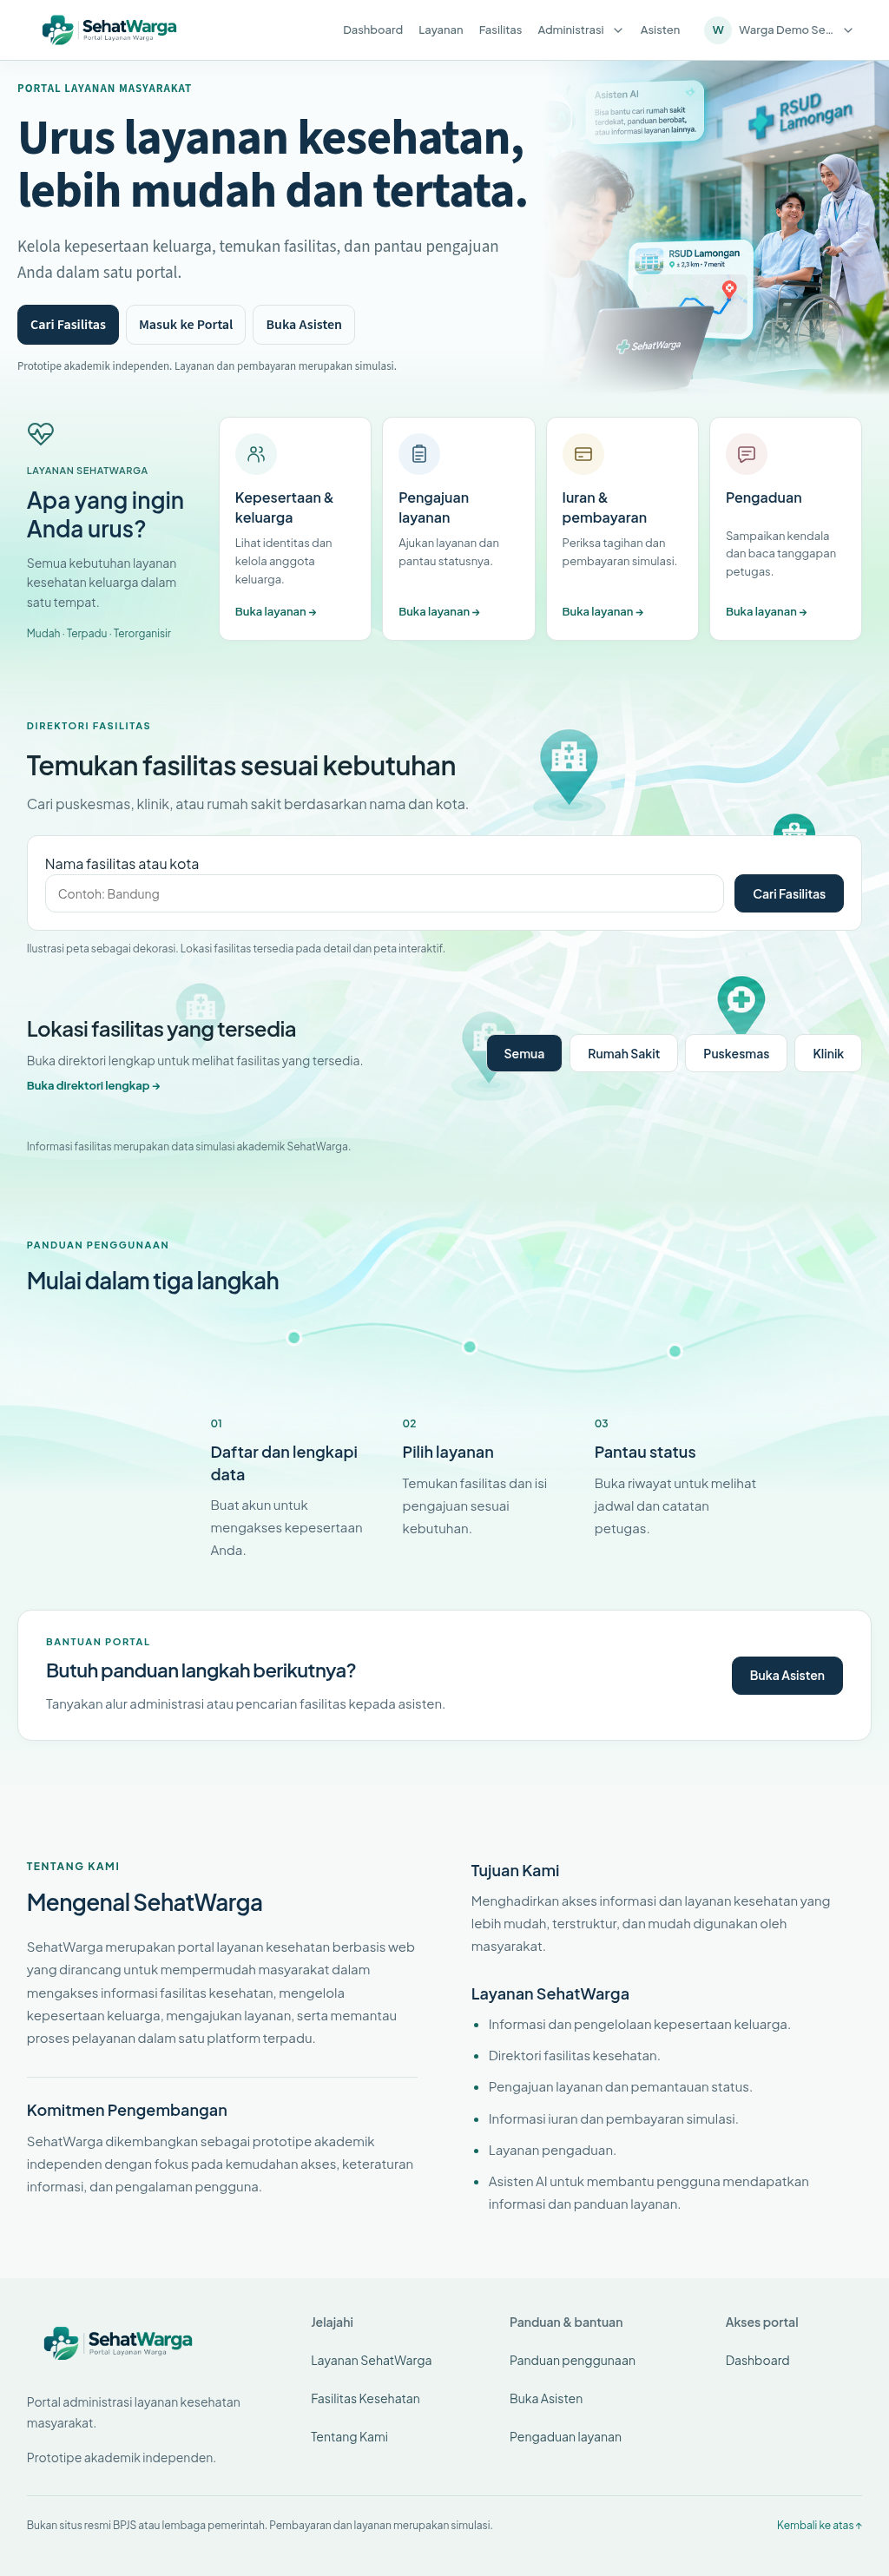 SehatWarga
Portal Layanan Warga
Dashboard
Layanan
Fasilitas
Administrasi
Asisten
W
Warga Demo Se...
PORTAL LAYANAN MASYARAKAT
Urus layanan kesehatan,
lebih mudah dan tertata.
Kelola kepesertaan keluarga, temukan fasilitas, dan pantau pengajuan
Anda dalam satu portal.
Cari Fasilitas
Masuk ke Portal
Buka Asisten
Prototipe akademik independen. Layanan dan pembayaran merupakan simulasi.
Asisten AI
Bisa bantu cari rumah sakit
terdekat, panduan berobat,
atau informasi layanan lainnya.
RSUD
Lamongan
RSUD Lamongan
± 2,3 km • 7 menit
SehatWarga
LAYANAN SEHATWARGA
Apa yang ingin
Anda urus?
Semua kebutuhan layanan
kesehatan keluarga dalam
satu tempat.
Mudah · Terpadu · Terorganisir
Kepesertaan &
keluarga
Lihat identitas dan
kelola anggota
keluarga.
Buka layanan →
Pengajuan
layanan
Ajukan layanan dan
pantau statusnya.
Buka layanan →
Iuran &
pembayaran
Periksa tagihan dan
pembayaran simulasi.
Buka layanan →
Pengaduan
Sampaikan kendala
dan baca tanggapan
petugas.
Buka layanan →
DIREKTORI FASILITAS
Temukan fasilitas sesuai kebutuhan
Cari puskesmas, klinik, atau rumah sakit berdasarkan nama dan kota.
Nama fasilitas atau kota
Contoh: Bandung
Cari Fasilitas
Ilustrasi peta sebagai dekorasi. Lokasi fasilitas tersedia pada detail dan peta interaktif.
Lokasi fasilitas yang tersedia
Buka direktori lengkap untuk melihat fasilitas yang tersedia.
Buka direktori lengkap →
Semua
Rumah Sakit
Puskesmas
Klinik
Informasi fasilitas merupakan data simulasi akademik SehatWarga.
PANDUAN PENGGUNAAN
Mulai dalam tiga langkah
01
Daftar dan lengkapi
data
Buat akun untuk
mengakses kepesertaan
Anda.
02
Pilih layanan
Temukan fasilitas dan isi
pengajuan sesuai
kebutuhan.
03
Pantau status
Buka riwayat untuk melihat
jadwal dan catatan
petugas.
BANTUAN PORTAL
Butuh panduan langkah berikutnya?
Tanyakan alur administrasi atau pencarian fasilitas kepada asisten.
Buka Asisten
TENTANG KAMI
Mengenal SehatWarga
SehatWarga merupakan portal layanan kesehatan berbasis web
yang dirancang untuk mempermudah masyarakat dalam
mengakses informasi fasilitas kesehatan, mengelola
kepesertaan keluarga, mengajukan layanan, serta memantau
proses pelayanan dalam satu platform terpadu.
Komitmen Pengembangan
SehatWarga dikembangkan sebagai prototipe akademik
independen dengan fokus pada kemudahan akses, keteraturan
informasi, dan pengalaman pengguna.
Tujuan Kami
Menghadirkan akses informasi dan layanan kesehatan yang
lebih mudah, terstruktur, dan mudah digunakan oleh
masyarakat.
Layanan SehatWarga
• Informasi dan pengelolaan kepesertaan keluarga.
• Direktori fasilitas kesehatan.
• Pengajuan layanan dan pemantauan status.
• Informasi iuran dan pembayaran simulasi.
• Layanan pengaduan.
• Asisten AI untuk membantu pengguna mendapatkan
informasi dan panduan layanan.
SehatWarga
Portal Layanan Warga
Portal administrasi layanan kesehatan
masyarakat.
Prototipe akademik independen.
Jelajahi
Layanan SehatWarga
Fasilitas Kesehatan
Tentang Kami
Panduan & bantuan
Panduan penggunaan
Buka Asisten
Pengaduan layanan
Akses portal
Dashboard
Bukan situs resmi BPJS atau lembaga pemerintah. Pembayaran dan layanan merupakan simulasi.
Kembali ke atas ↑